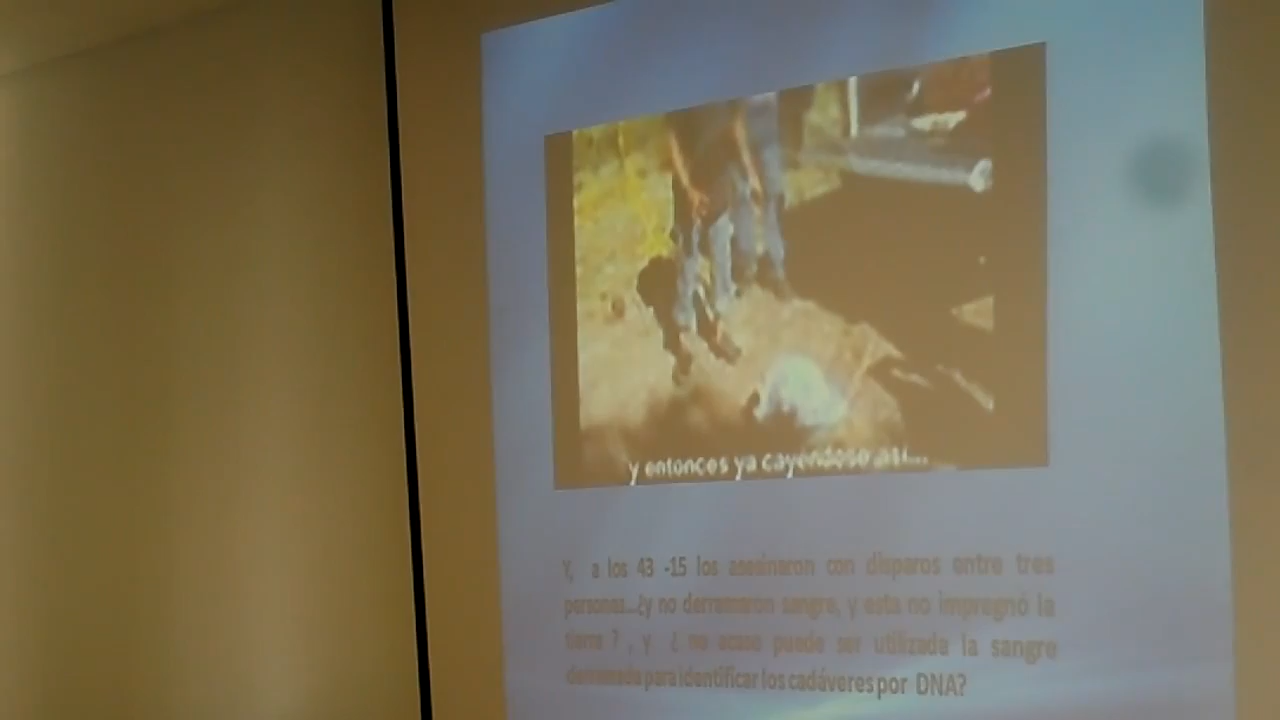 y entonces ya cayéndose así...
Y, a los 43 -15 los asesinaron con disparos entre tres
personas...¿y no derramaron sangre, y esta no impregnó la
tierra ? , y ¿ no acaso puede ser utilizada la sangre
derramada para identificar los cadáveres por DNA?